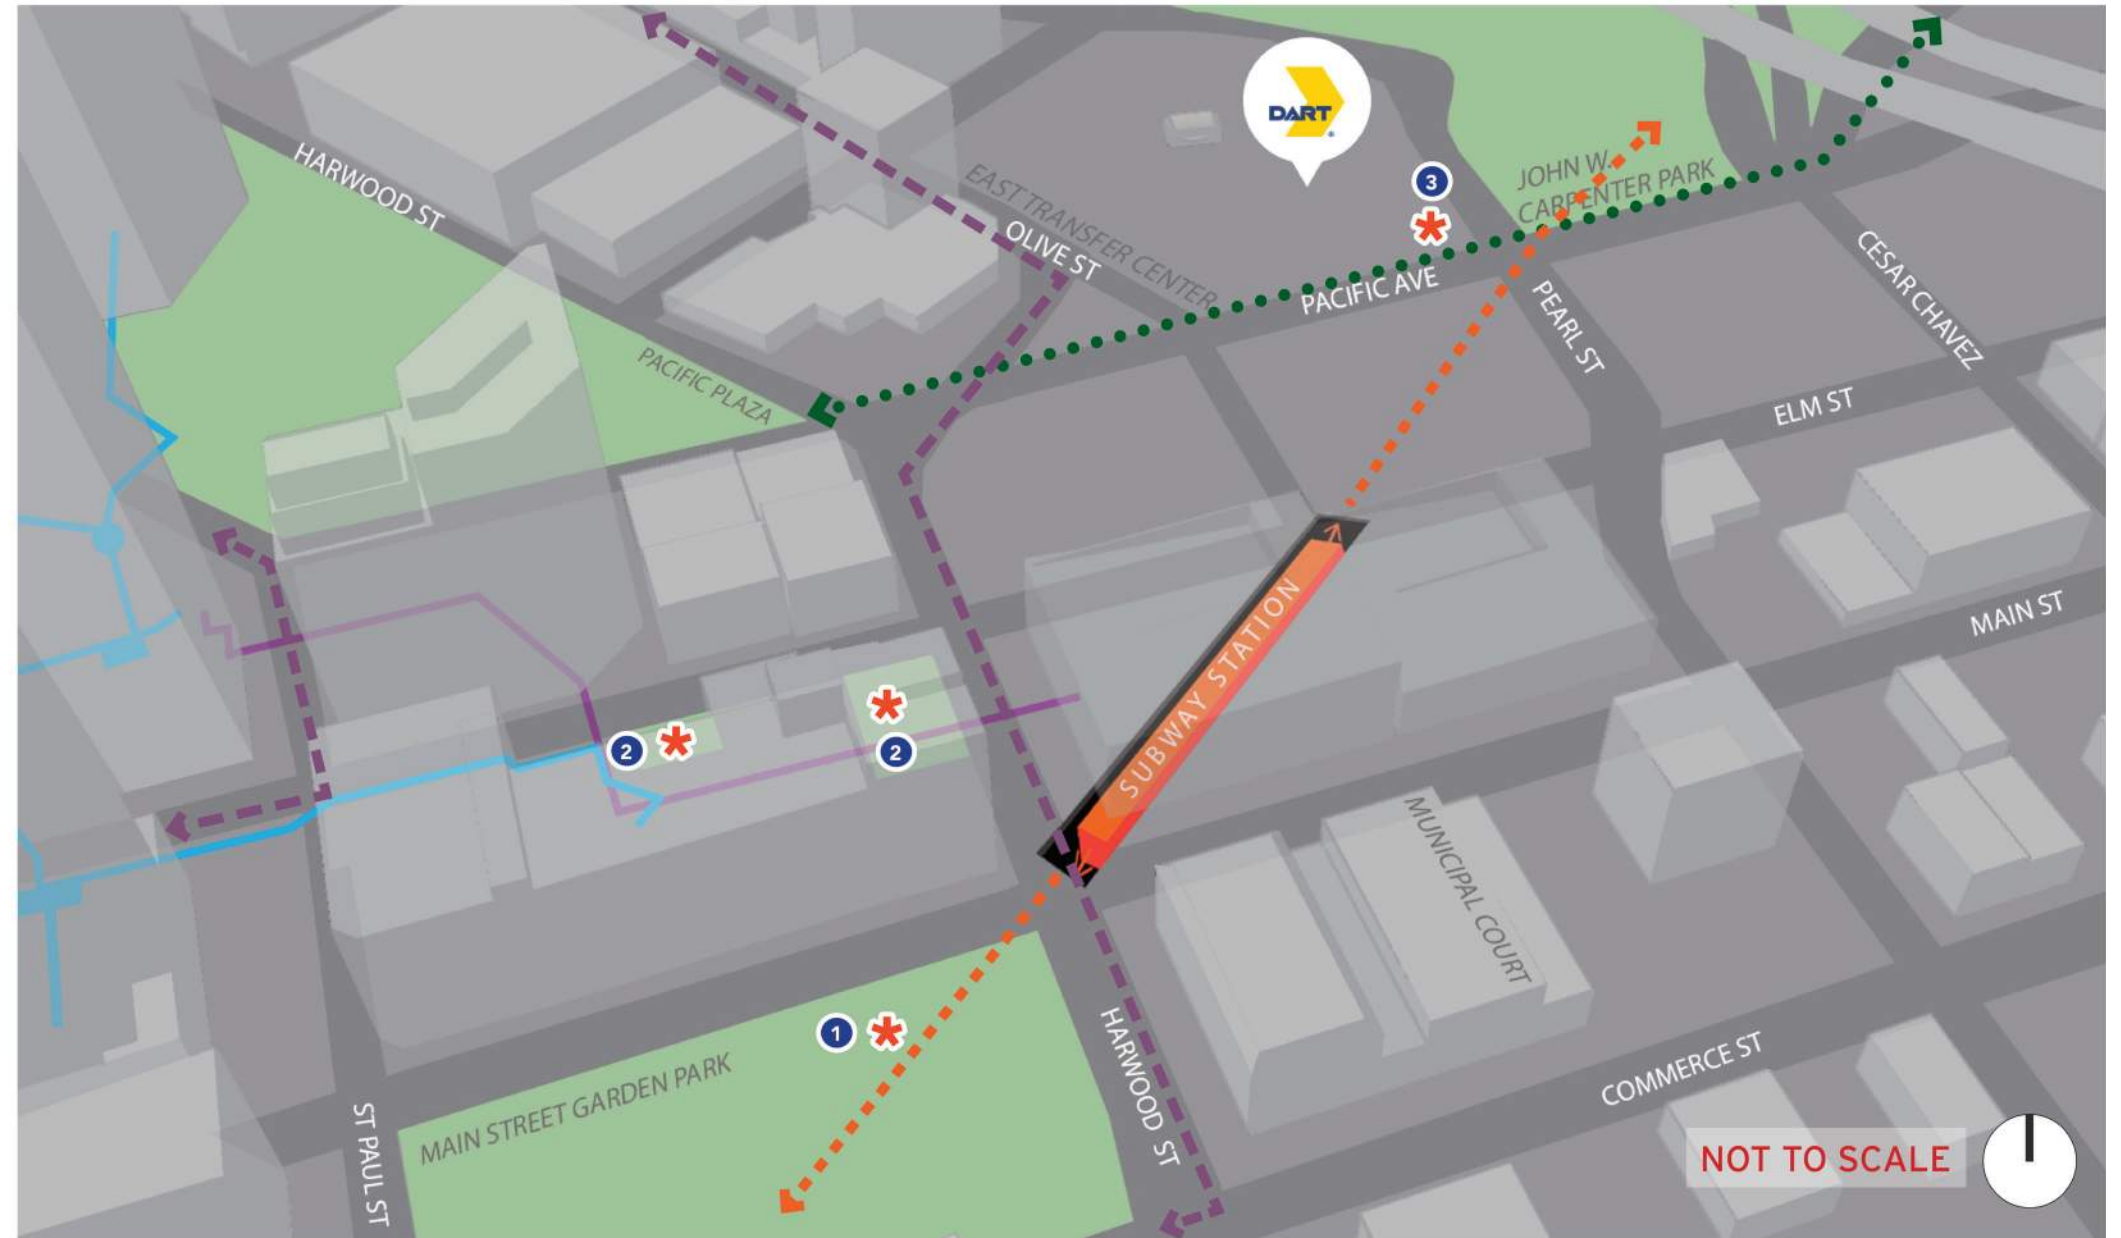 HARWOOD ST
DART
3
JOHN W.
CARPENTER PARK
EAST TRANSFER CENTER
OLIVE ST
PACIFIC AVE
CESAR CHAVEZ
PEARL ST
PACIFIC PLAZA
ELM ST
MAIN ST
SUBWAY STATION
2
2
MUNICIPAL COURT
1
MAIN STREET GARDEN PARK
HARWOOD ST
COMMERCE ST
ST PAUL ST
NOT TO SCALE